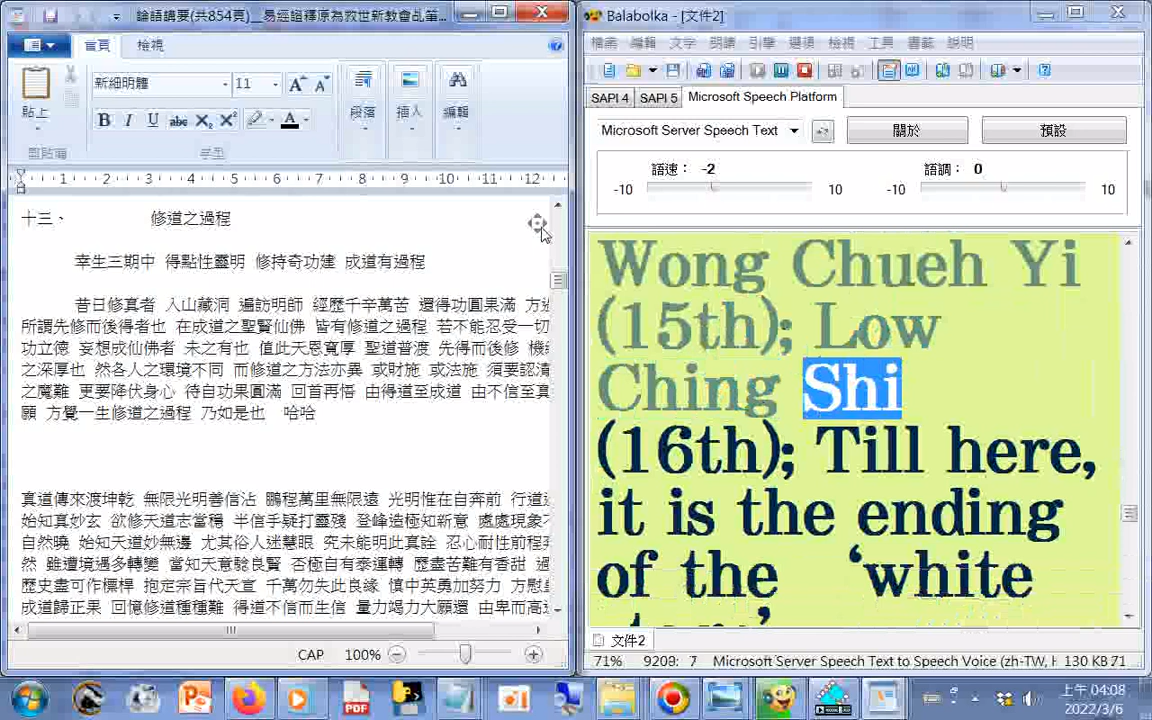 論語講要(共854頁)__易經證釋原為救世新教會乩筆...
首頁
檢視
貼上
剪貼簿
新細明體
11
字型
段落
插入
編輯
1 2 3 4 5 6 7 8 9 10 11 12
十三、 修道之過程
幸生三期中 得點性靈明 修持奇功建 成道有過程
昔日修真者 入山藏洞 遍訪明師 經歷千辛萬苦 還得功圓果滿 方
所謂先修而後得者也 在成道之聖賢仙佛 皆有修道之過程 若不能忍受一切
功立德 妄想成仙佛者 未之有也 值此天恩寬厚 聖道普渡 先得而後修 機
之深厚也 然各人之環境不同 而修道之方法亦異 或財施 或法施 須要認清
之魔難 更要降伏身心 待自功果圓滿 回首再悟 由得道至成道 由不信至真
願 方覺一生修道之過程 乃如是也 哈哈
真道傳來渡坤乾 無限光明善信沾 鵬程萬里無限遠 光明惟在自奔前 行道
始知真妙玄 欲修天道志當穩 半信半疑打靈殘 登峰造極知新意 處處現象
自然曉 始知天道妙無邊 尤其俗人迷慧眼 究未能明此真詮 忍心耐性前程
然 雖遭境遇多轉變 當知天意驗良賢 否極自有泰運轉 歷盡苦難有香甜
歷史盡可作標桿 抱定宗旨代天宣 千萬勿失此良緣 慎中英勇加努力 方慰
成道歸正果 回憶修道種種難 得道不信而生信 量力竭力大願還 由卑而高
CAP 100%
Balabolka - [文件2]
檔案 編輯 文字 朗讀 引擎 選項 檢視 工具 書籤 說明
SAPI 4 SAPI 5 Microsoft Speech Platform
Microsoft Server Speech Text
關於
預設
語速： -2
語調： 0
-10 10 -10 10
Wong Chueh Yi
(15th); Low
Ching Shi
(16th); Till here,
it is the ending
of the ‘white
文件2
71% 9209: 7 Microsoft Server Speech Text to Speech Voice (zh-TW, H 130 KB 71
上午 04:08
2022/3/6